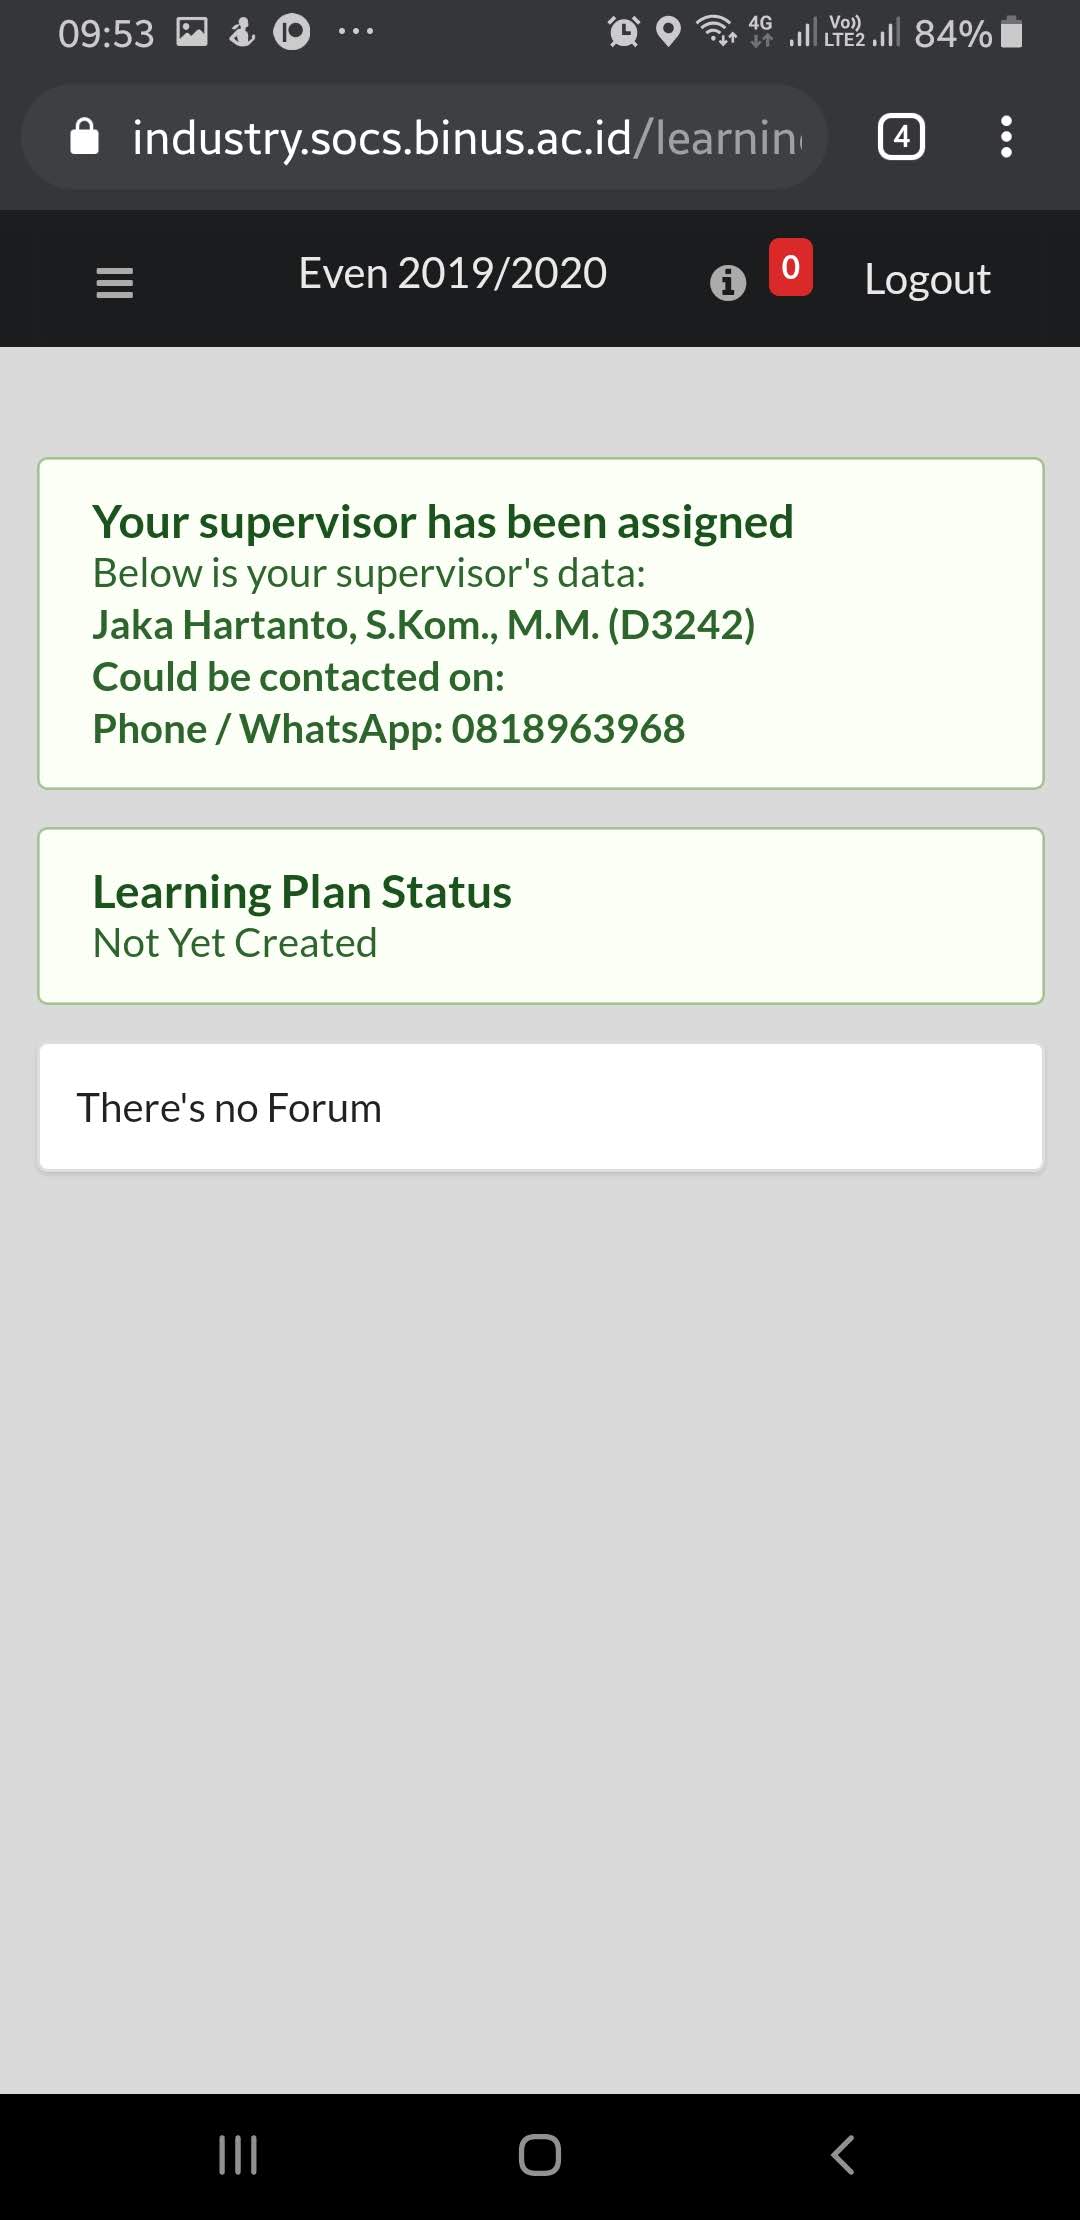 09:53
4G
Vo))
LTE2
84%
industry.socs.binus.ac.id/learnin
4
Even 2019/2020
0
Logout
Your supervisor has been assigned
Below is your supervisor's data:
Jaka Hartanto, S.Kom., M.M. (D3242)
Could be contacted on:
Phone / WhatsApp: 0818963968
Learning Plan Status
Not Yet Created
There's no Forum